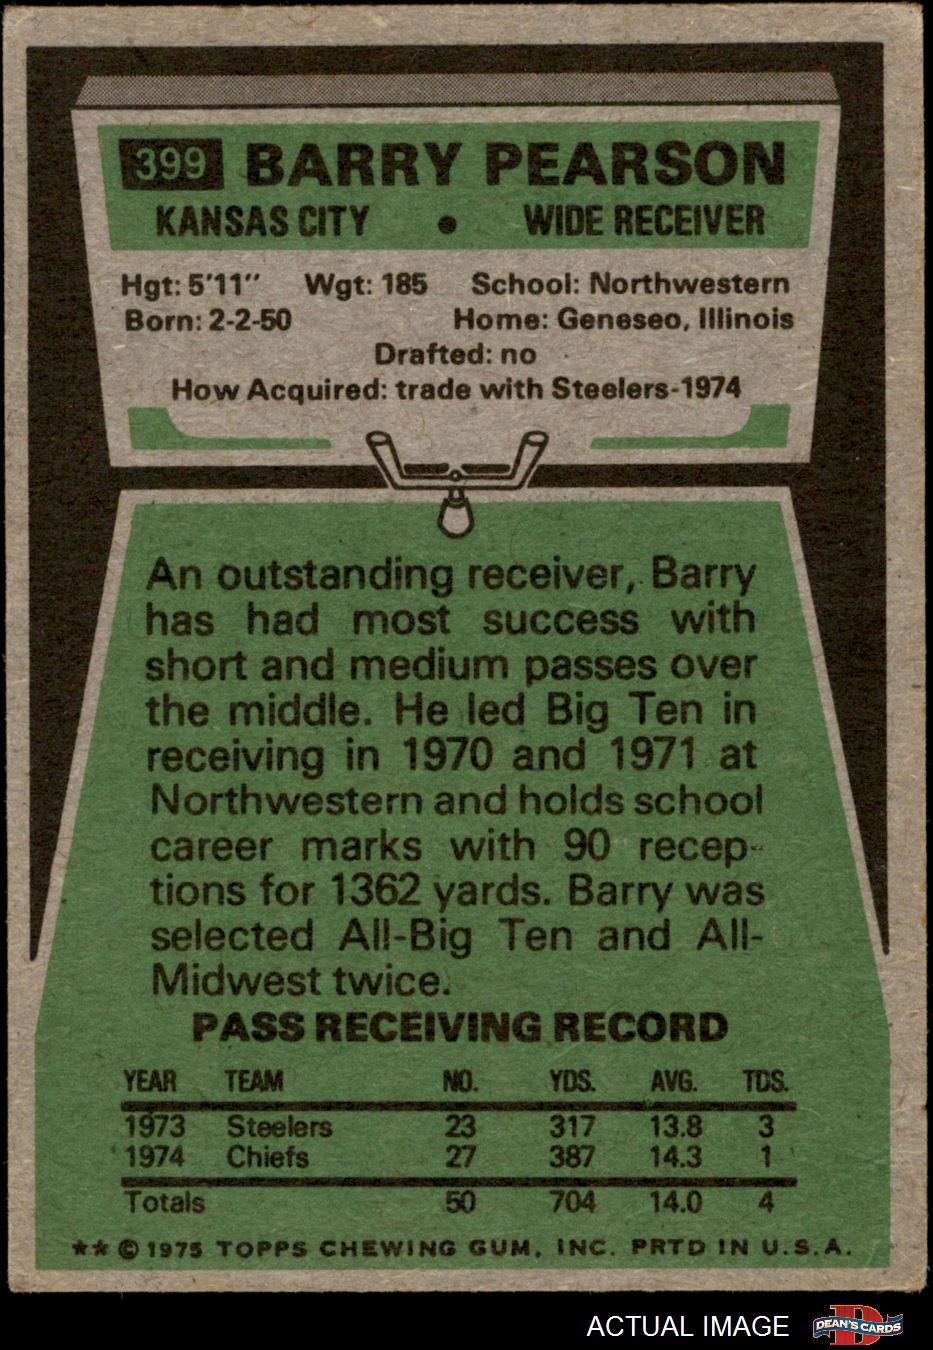 399 BARRY PEARSON
KANSAS CITY • WIDE RECEIVER
Hgt: 5'11" Wgt: 185 School: Northwestern
Born: 2-2-50 Home: Geneseo, Illinois
Drafted: no
How Acquired: trade with Steelers-1974
An outstanding receiver, Barry
has had most success with
short and medium passes over
the middle. He led Big Ten in
receiving in 1970 and 1971 at
Northwestern and holds school
career marks with 90 recep-
tions for 1362 yards. Barry was
selected All-Big Ten and All-
Midwest twice.
PASS RECEIVING RECORD
YEAR TEAM NO. YDS. AVG. TDS.
1973 Steelers 23 317 13.8 3
1974 Chiefs 27 387 14.3 1
Totals 50 704 14.0 4
** © 1975 TOPPS CHEWING GUM, INC. PRTD IN U.S.A.
ACTUAL IMAGE DEAN'S CARDS